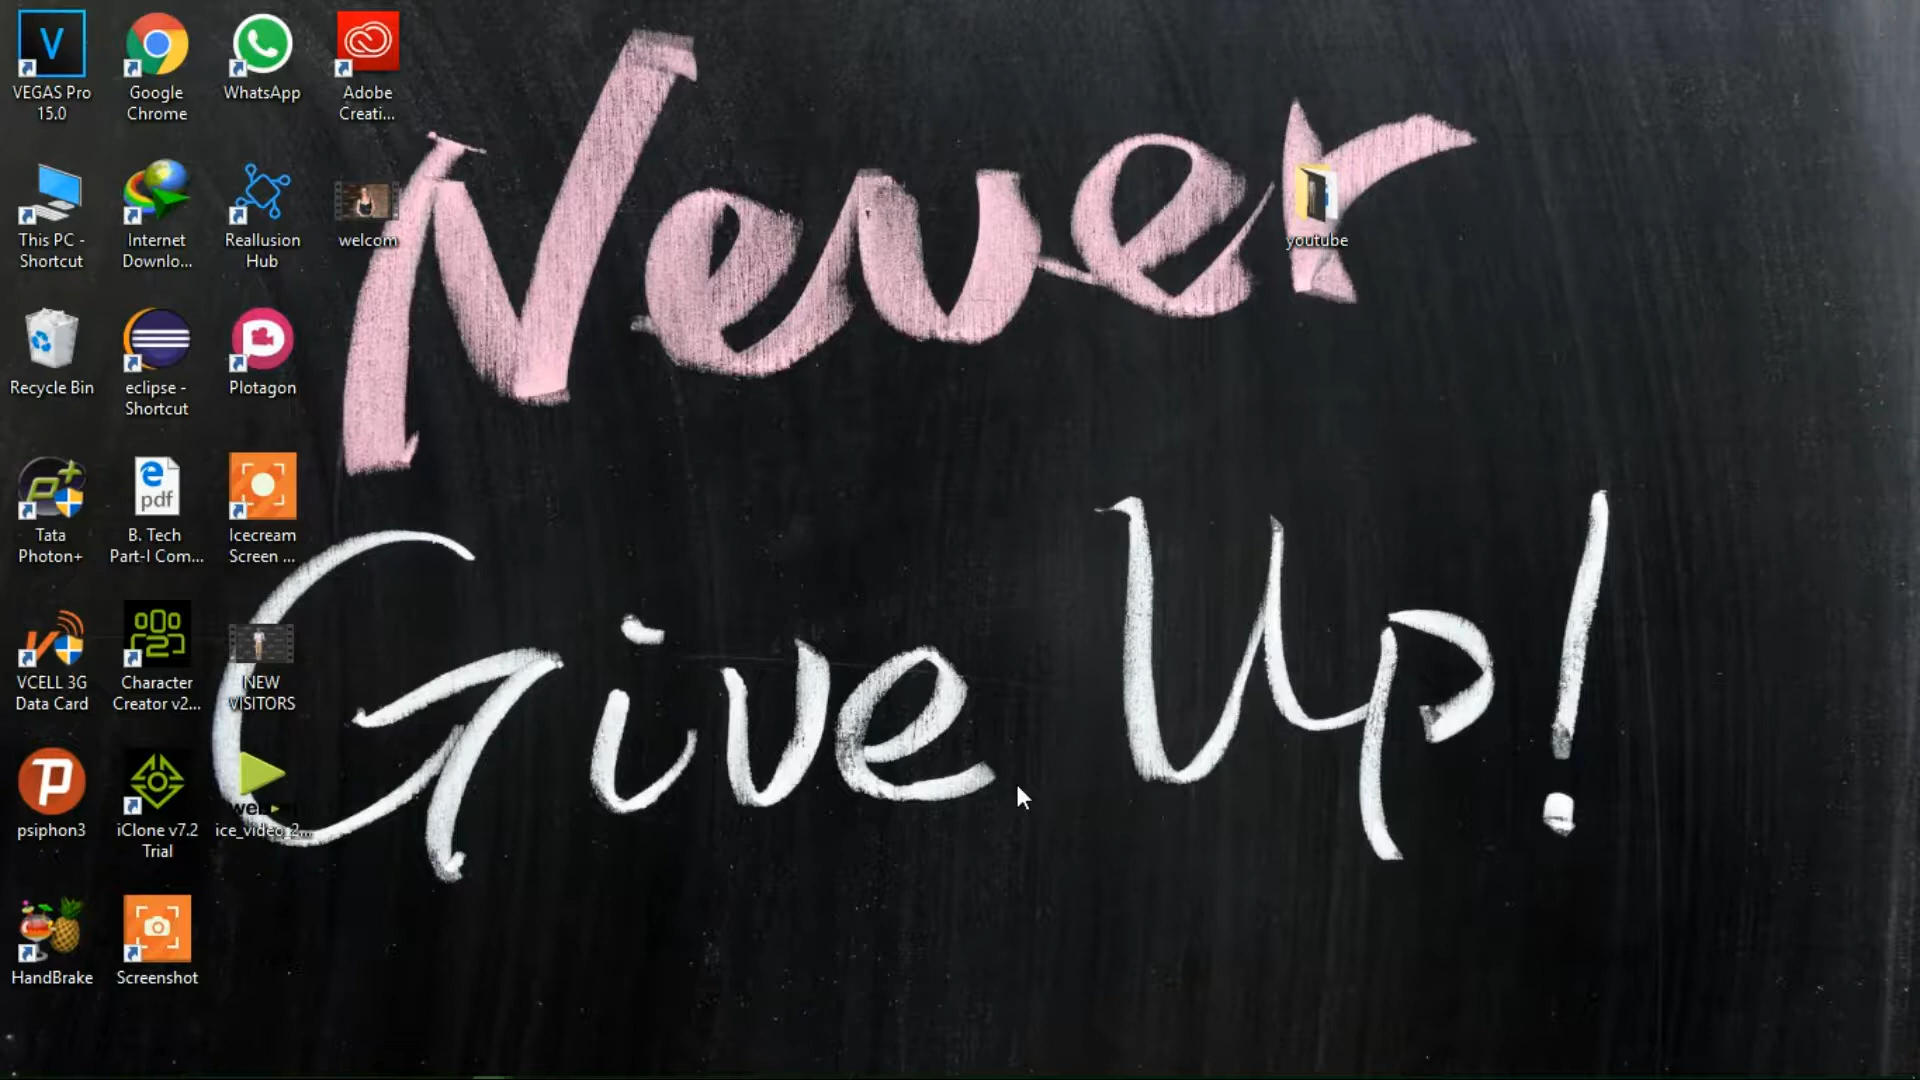 Never
Give Up!
VEGAS Pro
15.0
Google
Chrome
WhatsApp
Adobe
Creati...
This PC -
Shortcut
Internet
Downlo...
Reallusion
Hub
welcom
youtube
Recycle Bin
eclipse -
Shortcut
Plotagon
Tata
Photon+
pdf
B. Tech
Part-I Com...
Icecream
Screen ...
VCELL 3G
Data Card
Character
Creator v2...
NEW
VISITORS
psiphon3
iClone v7.2
Trial
ice_video_2...
HandBrake
Screenshot